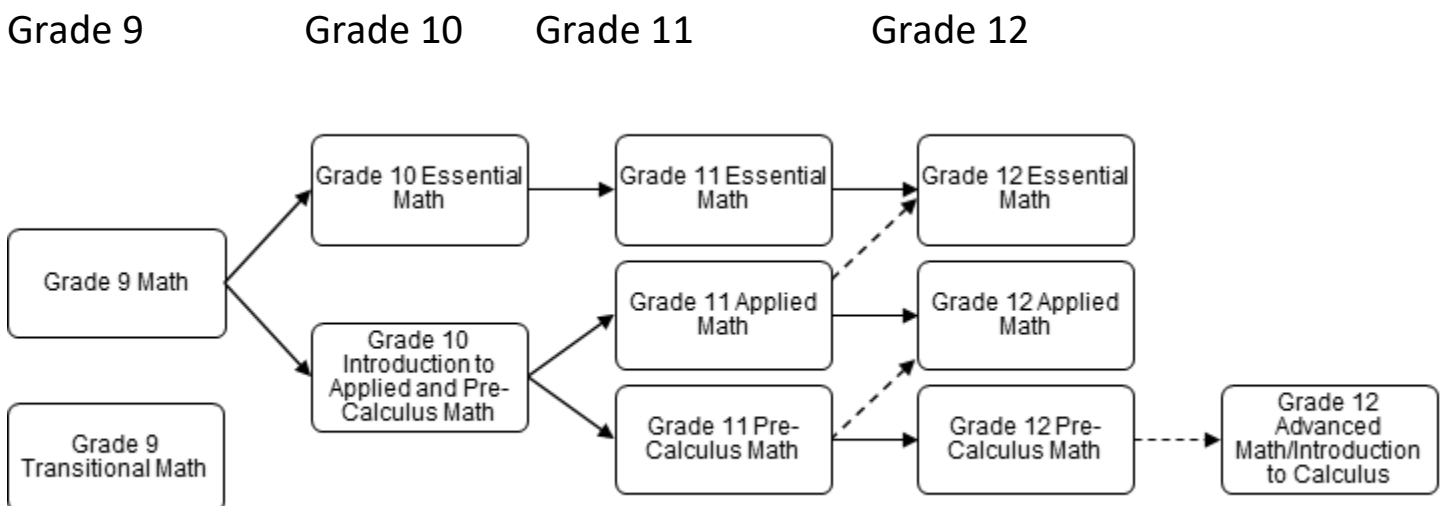 Grade 9 Grade 10 Grade 11 Grade 12
Grade 10 Essential
Math
Grade 11 Essential
Math
Grade 12 Essential
Math
Grade 9 Math
Grade 11 Applied
Math
Grade 12 Applied
Math
Grade 10
Introduction to
Applied and Pre-
Calculus Math
Grade 9
Transitional Math
Grade 11 Pre-
Calculus Math
Grade 12 Pre-
Calculus Math
Grade 12
Advanced
Math/Introduction
to Calculus